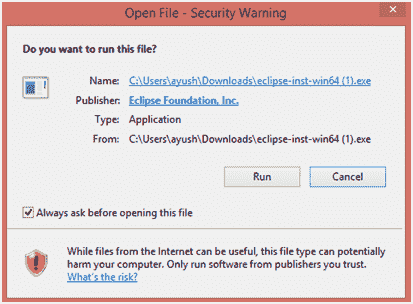 Open File - Security Warning
Do you want to run this file?
Name: C:\Users\ayush\Downloads\eclipse-inst-win64 (1).exe
Publisher: Eclipse Foundation, Inc.
Type: Application
From: C:\Users\ayush\Downloads\eclipse-inst-win64 (1).exe
Run Cancel
Always ask before opening this file
While files from the Internet can be useful, this file type can potentially
harm your computer. Only run software from publishers you trust.
What's the risk?